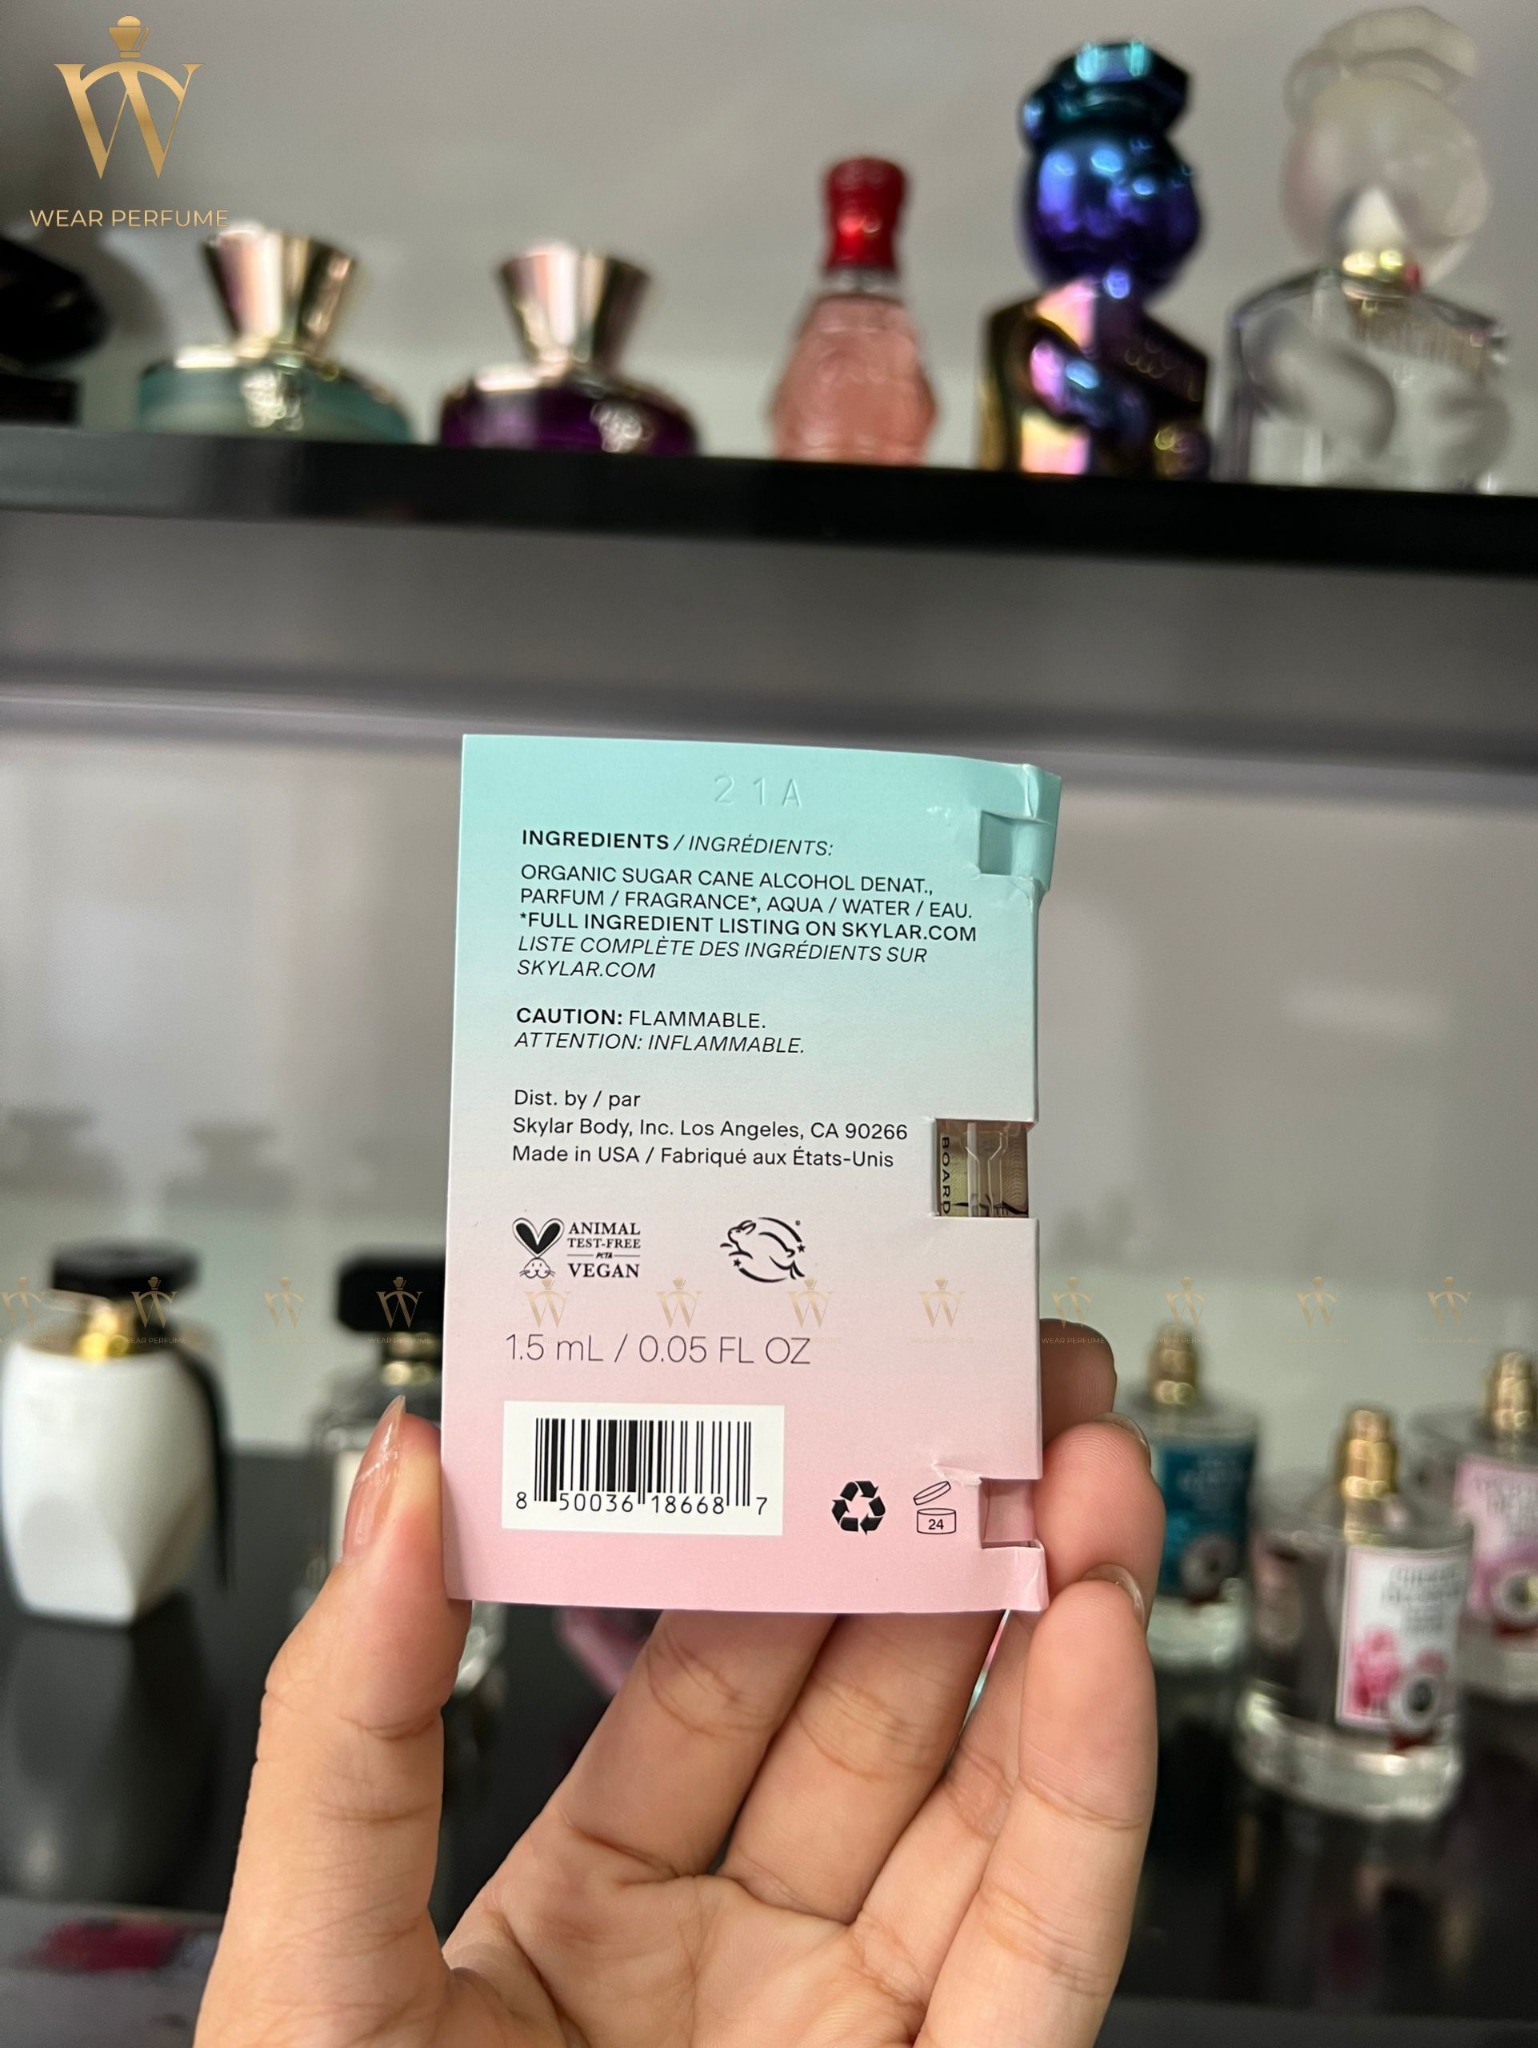 WEAR PERFUME
21A
INGREDIENTS / INGRÉDIENTS:
ORGANIC SUGAR CANE ALCOHOL DENAT.,
PARFUM / FRAGRANCE*, AQUA / WATER / EAU.
*FULL INGREDIENT LISTING ON SKYLAR.COM
LISTE COMPLÈTE DES INGRÉDIENTS SUR
SKYLAR.COM
CAUTION: FLAMMABLE.
ATTENTION: INFLAMMABLE.
Dist. by / par
Skylar Body, Inc. Los Angeles, CA 90266
Made in USA / Fabriqué aux États-Unis
BOARD
ANIMAL
TEST-FREE
PETA
VEGAN
1.5 mL / 0.05 FL OZ
8 50036 18668 7
24